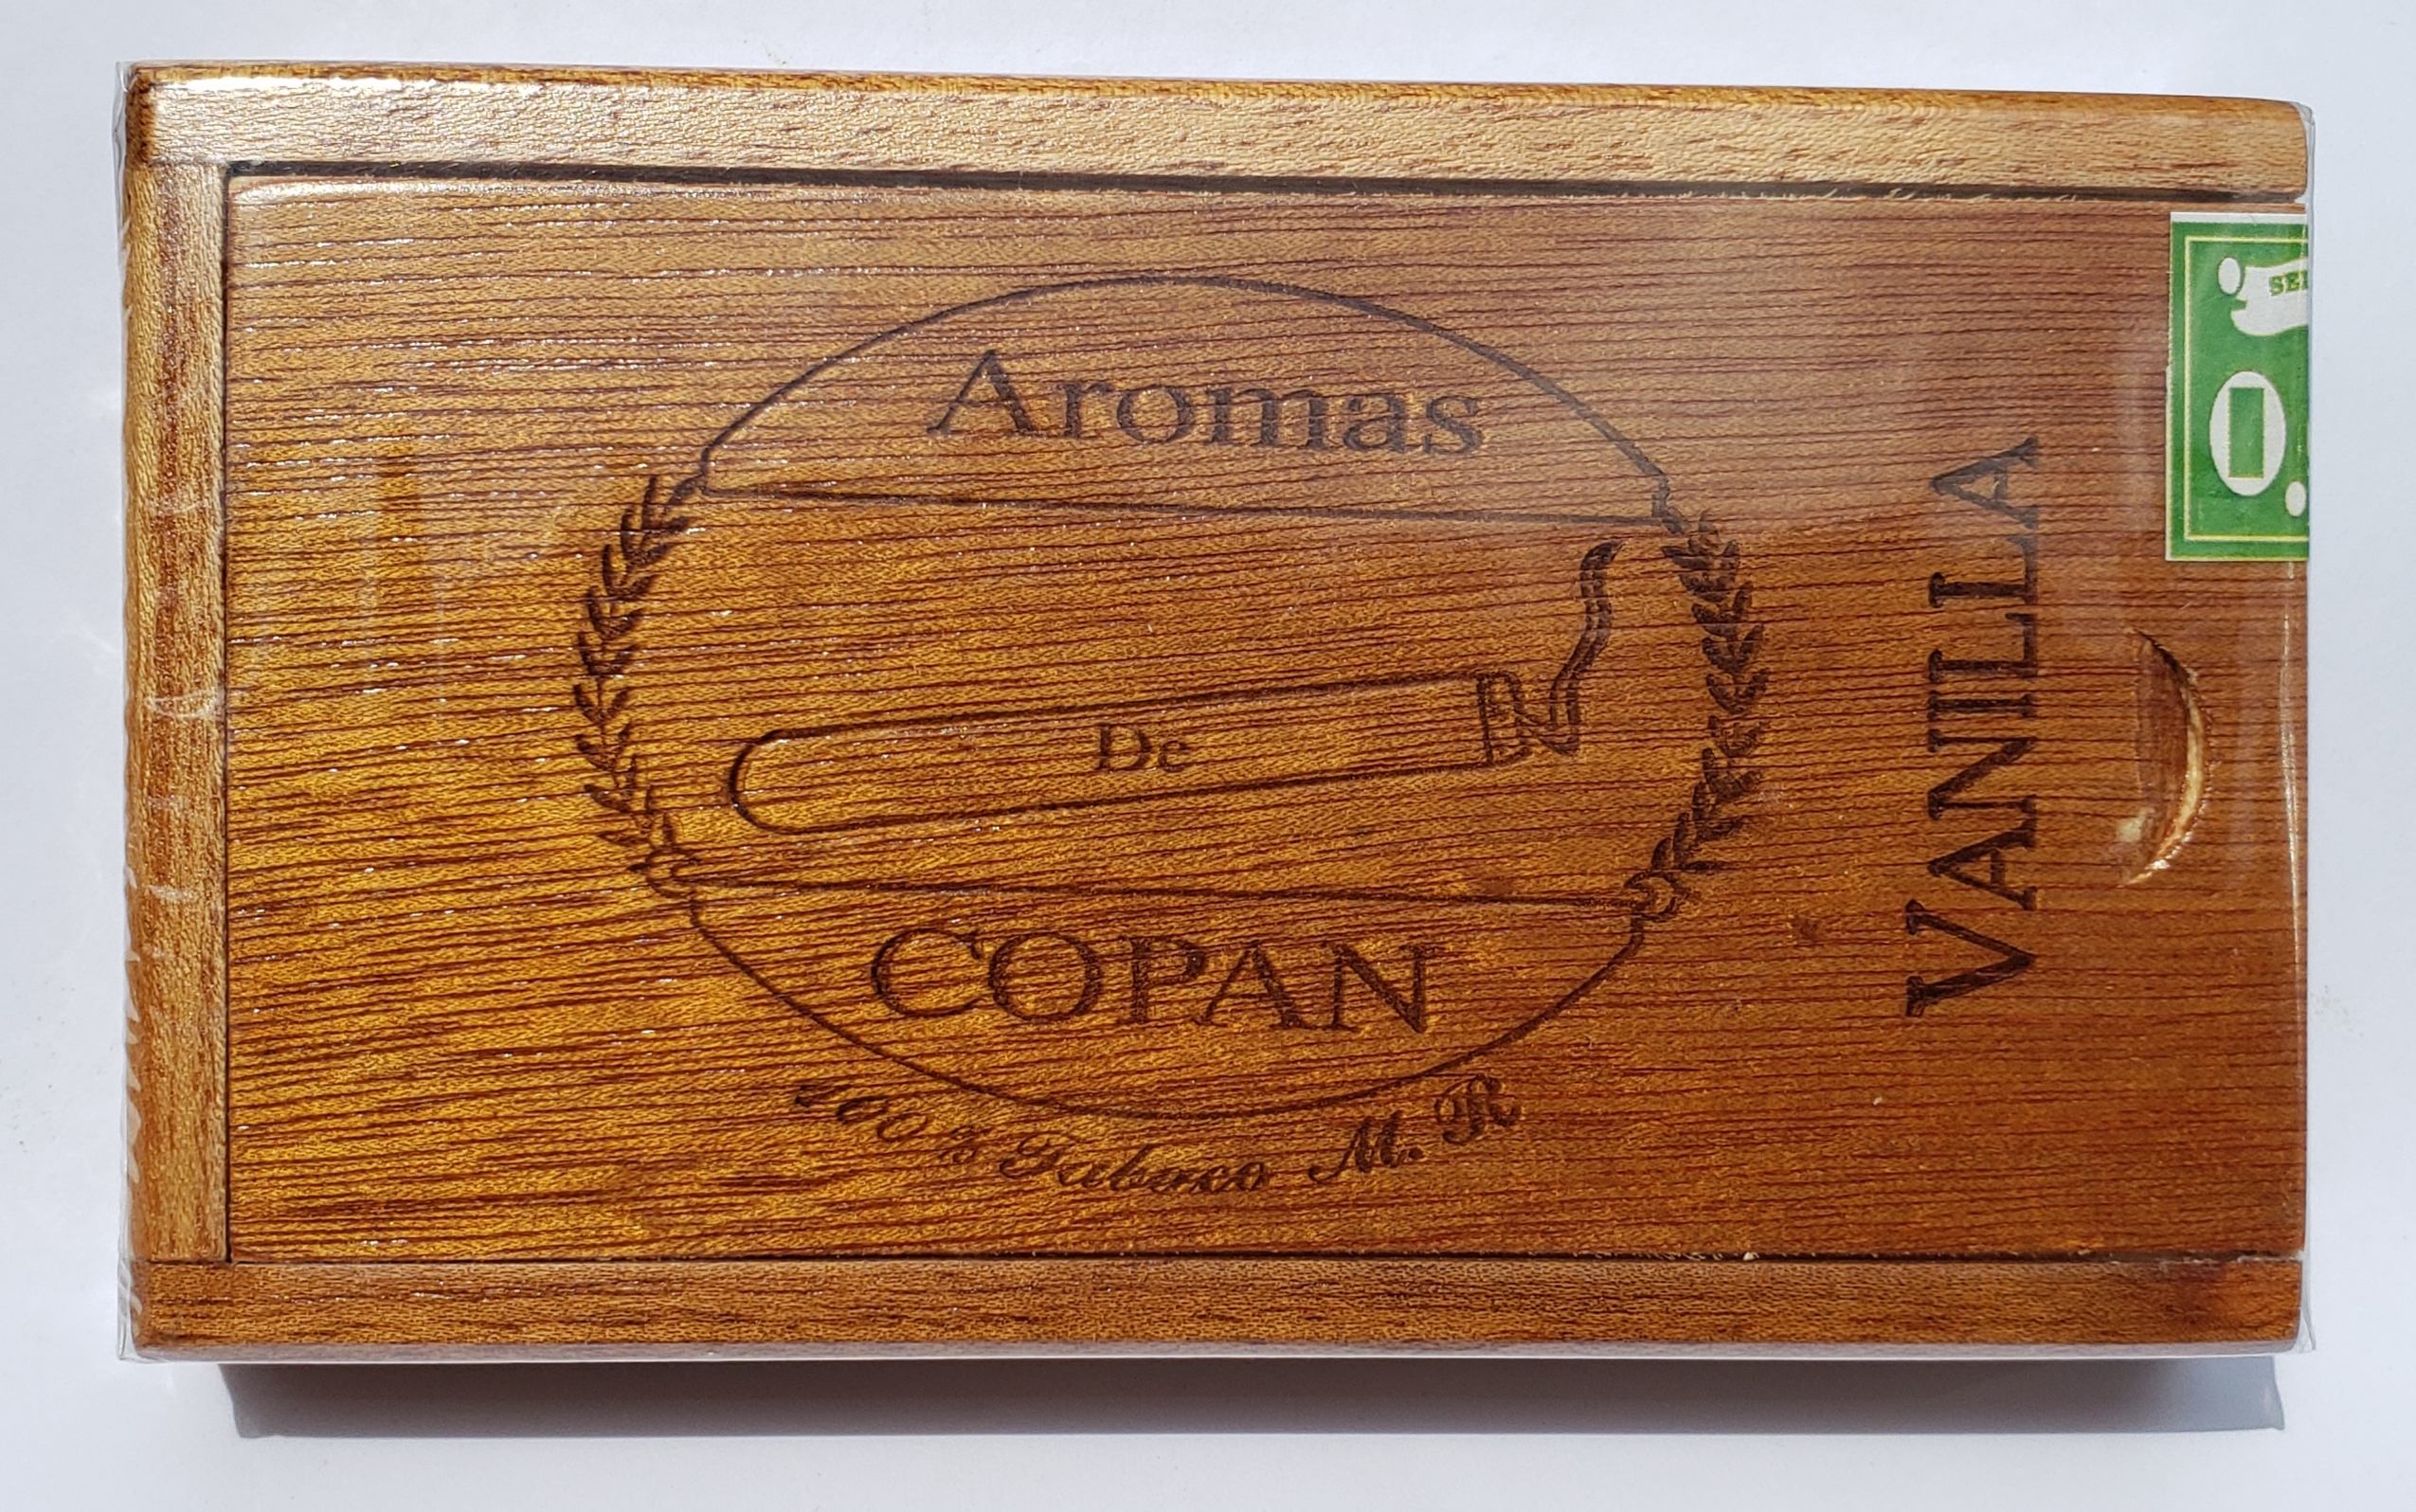 Aromas
De
COPAN
100% Tabaco M.R
VANILLA